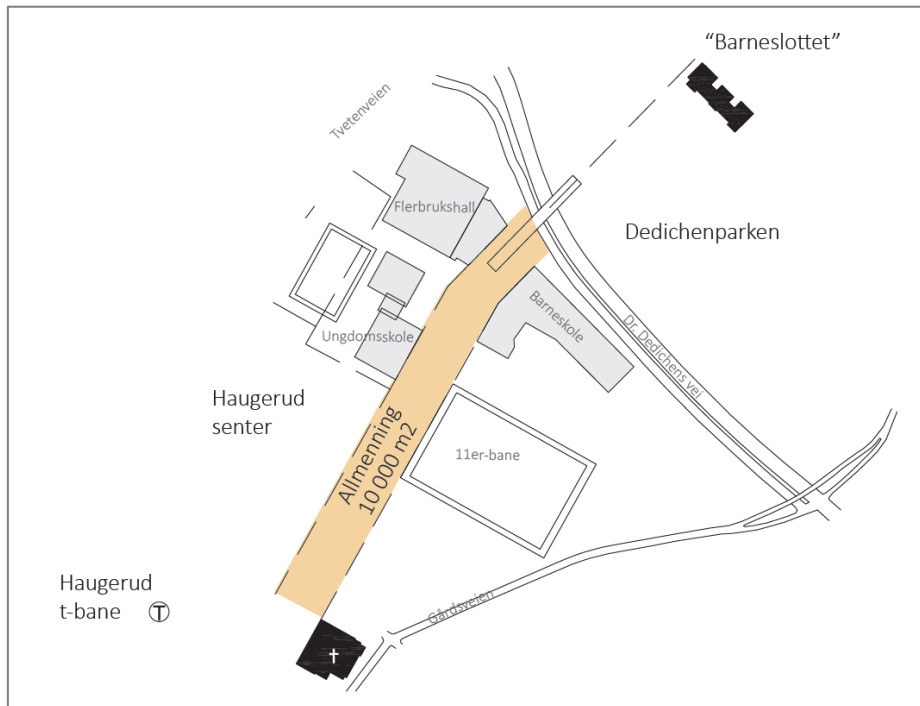 “Barneslottet”
Tvetenveien
Flerbrukshall
Dedichenparken
Barneskole
Ungdomsskole
Dr. Dedichens vei
Haugerud
senter
Allmenning
10 000 m2
11er-bane
Haugerud
t-bane Ⓣ
Gårdsveien